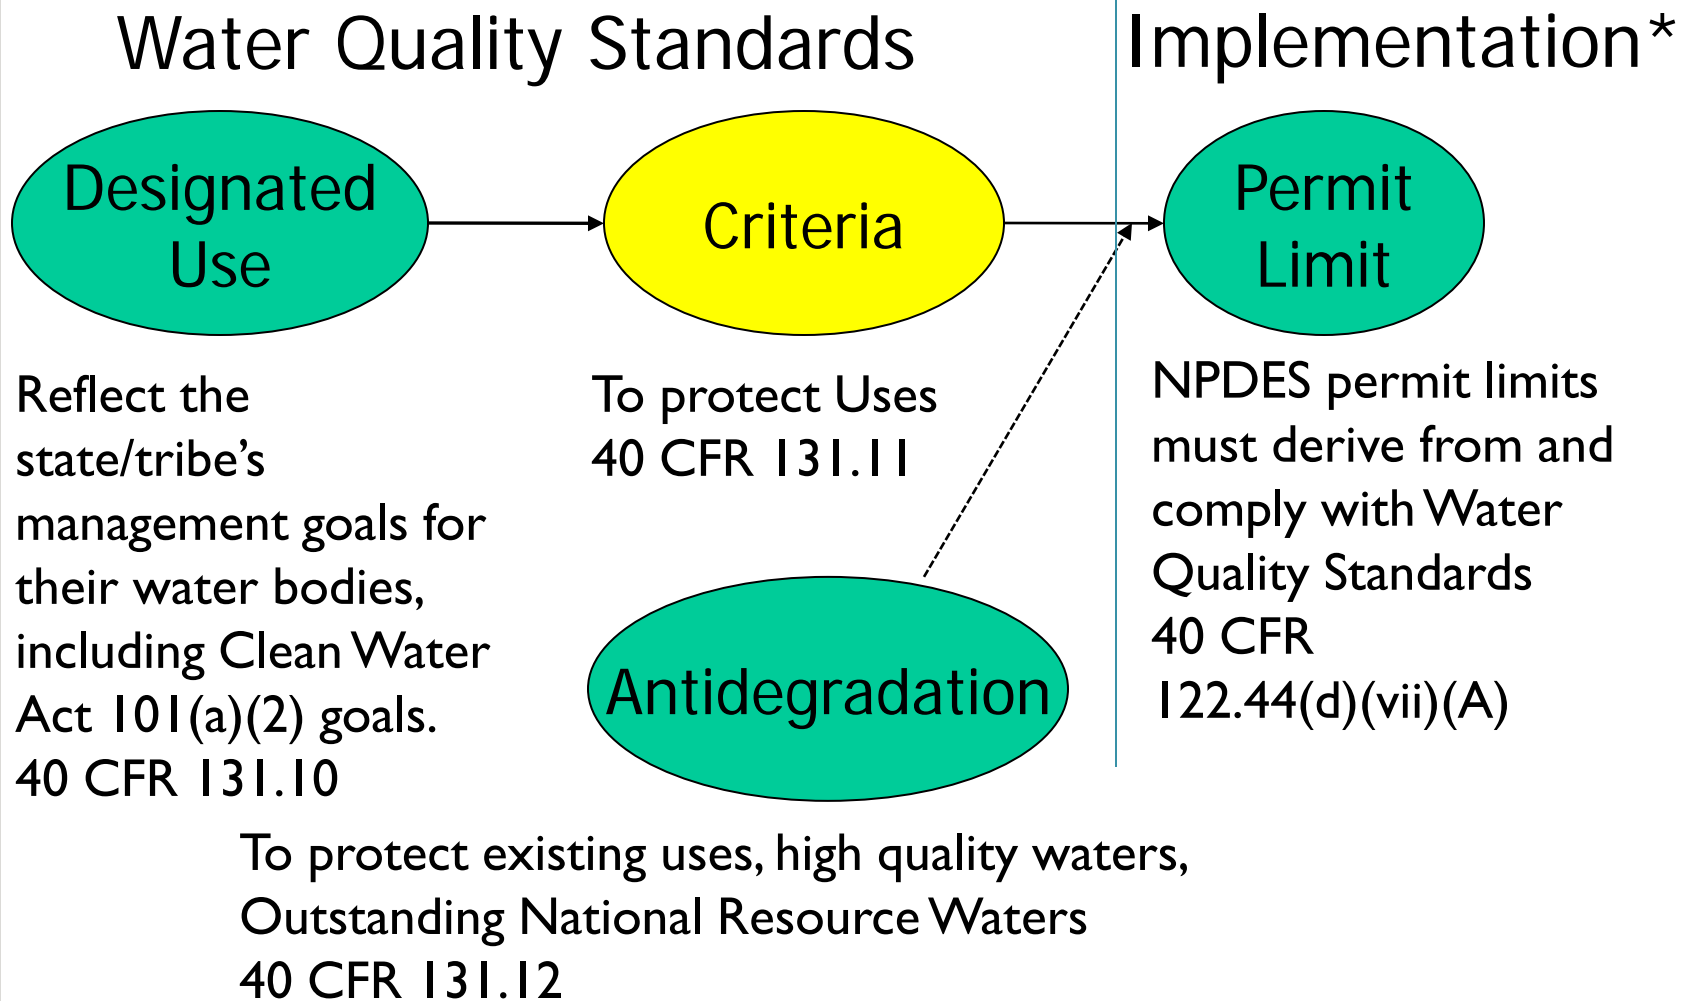 Water Quality Standards
Implementation*
Designated
Use
Criteria
Permit
Limit
Reflect the
state/tribe’s
management goals for
their water bodies,
including Clean Water
Act 101(a)(2) goals.
40 CFR 131.10
To protect Uses
40 CFR 131.11
NPDES permit limits
must derive from and
comply with Water
Quality Standards
40 CFR
122.44(d)(vii)(A)
Antidegradation
To protect existing uses, high quality waters,
Outstanding National Resource Waters
40 CFR 131.12